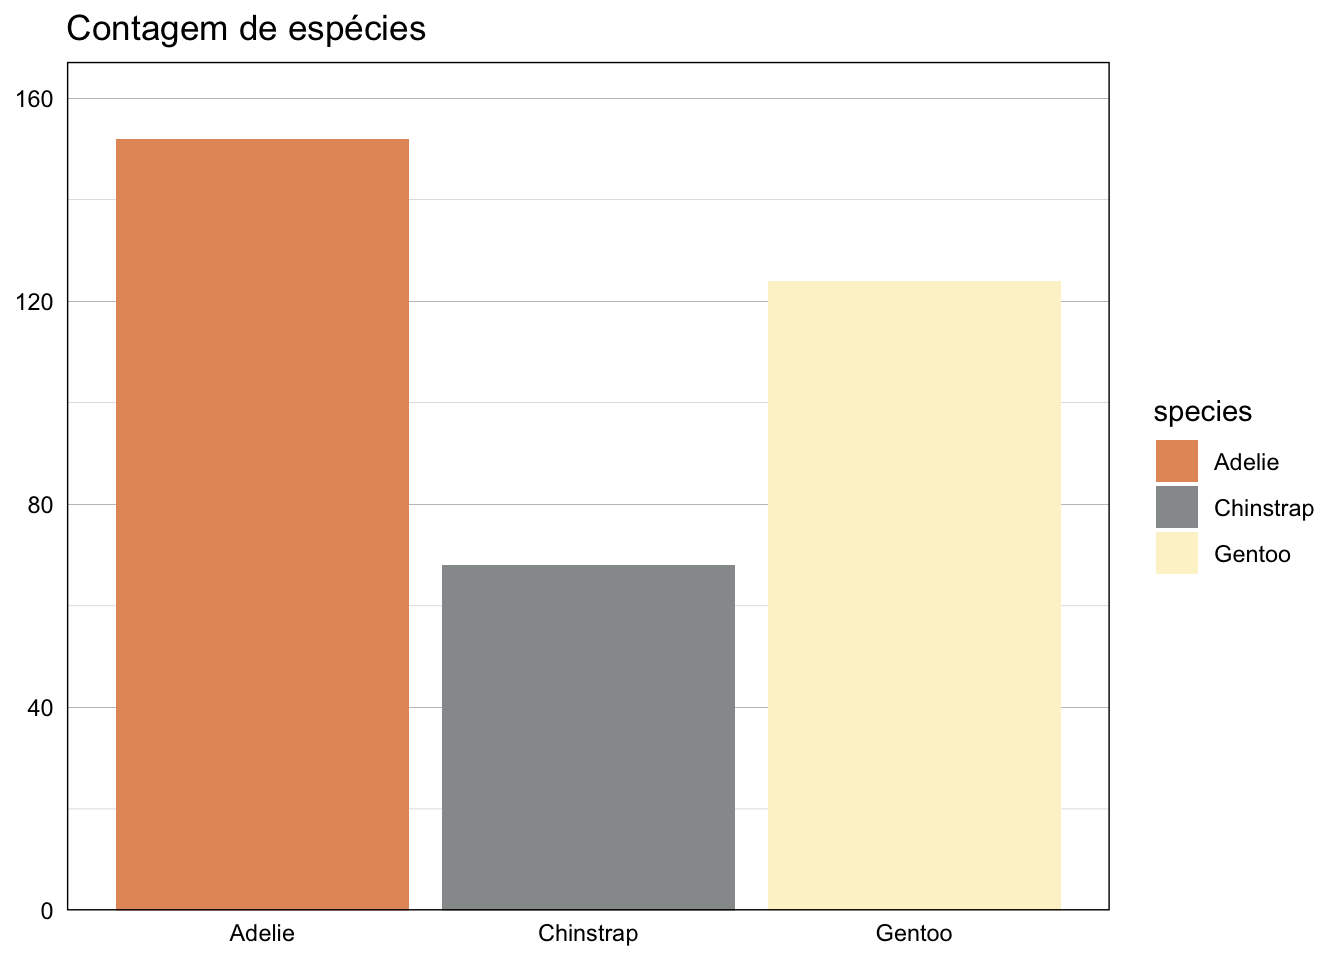 Contagem de espécies
160
120
80
40
0
Adelie
Chinstrap
Gentoo
species
Adelie
Chinstrap
Gentoo